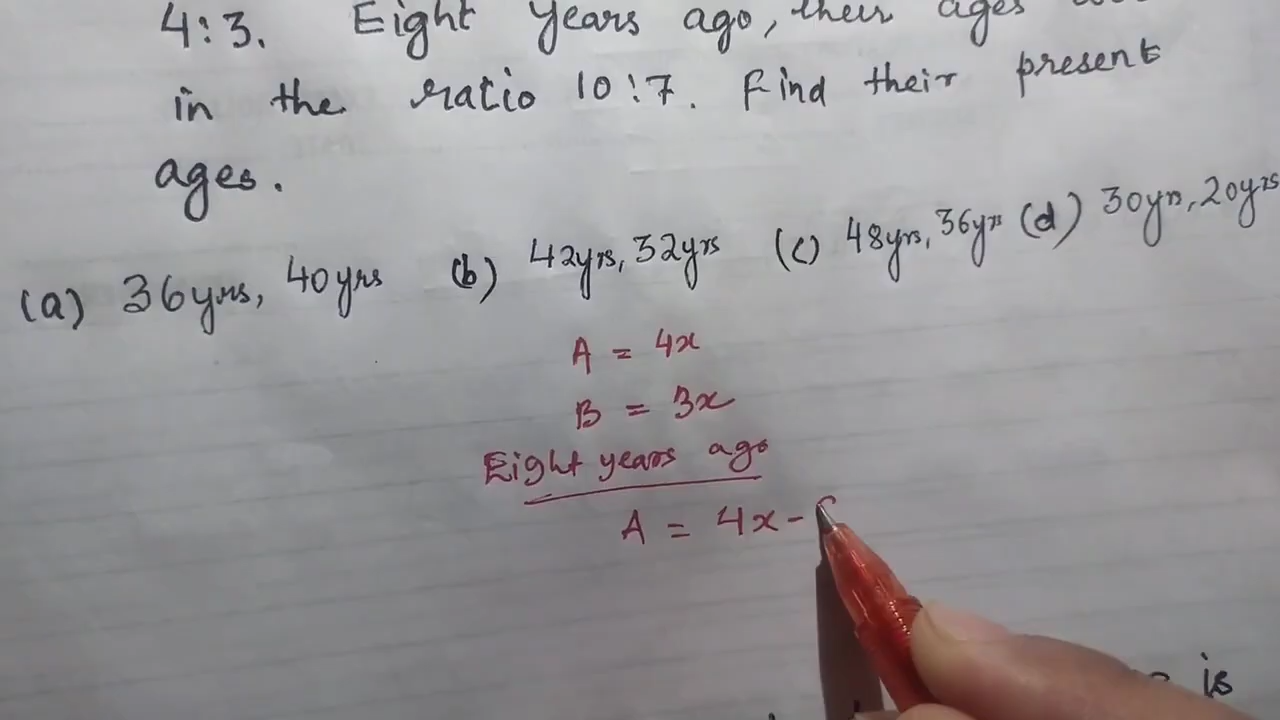 4:3. Eight years ago, their ages
in the ratio 10:7. Find their present
ages.
(a) 36yrs, 40yrs (b) 42yrs, 32yrs (c) 48yrs, 36yrs (d) 30yrs, 20yrs
A = 4x
B = 3x
Eight years ago
A = 4x-
is